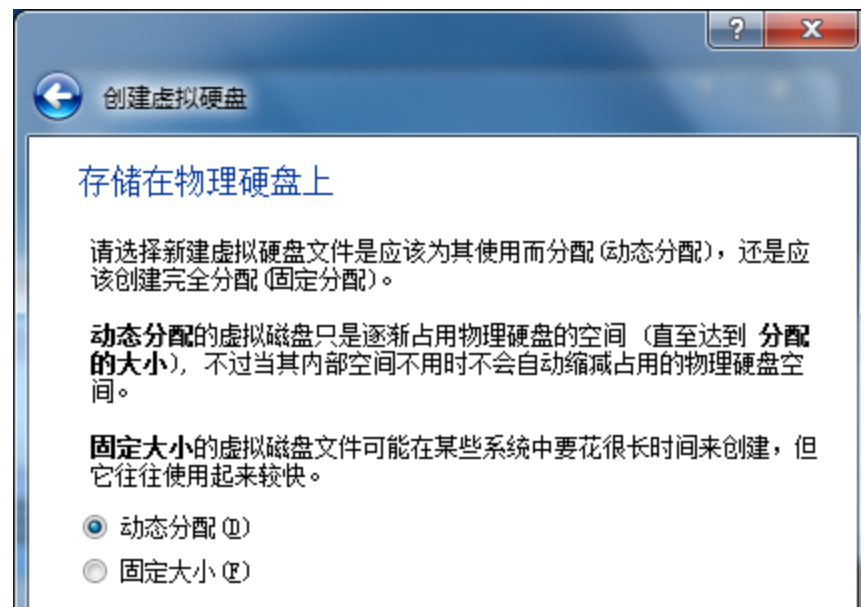 ?
创建虚拟硬盘
存储在物理硬盘上
请选择新建虚拟硬盘文件是应该为其使用而分配(动态分配)，还是应
该创建完全分配(固定分配)。
动态分配的虚拟磁盘只是逐渐占用物理硬盘的空间（直至达到 分配
的大小), 不过当其内部空间不用时不会自动缩减占用的物理硬盘空
间。
固定大小的虚拟磁盘文件可能在某些系统中要花很长时间来创建，但
它往往使用起来较快。
动态分配(D)
固定大小(F)